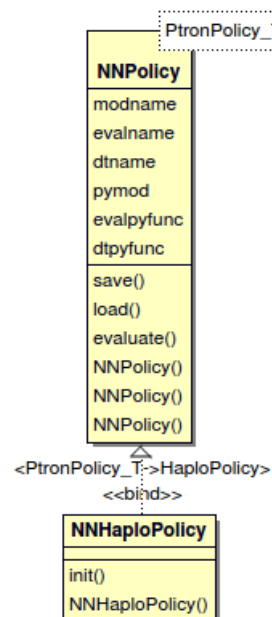 PtronPolicy_T
NNPolicy
modname
evalname
dtname
pymod
evalpyfunc
dtpyfunc
save()
load()
evaluate()
NNPolicy()
NNPolicy()
NNPolicy()
<PtronPolicy_T->HaploPolicy>
<<bind>>
NNHaploPolicy
init()
NNHaploPolicy()